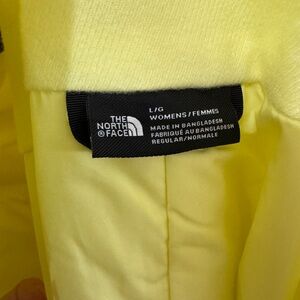 THE
NORTH
FACE
L/G
WOMENS/FEMMES
MADE IN BANGLADESH
FABRIQUÉ AU BANGLADESH
REGULAR/NORMALE